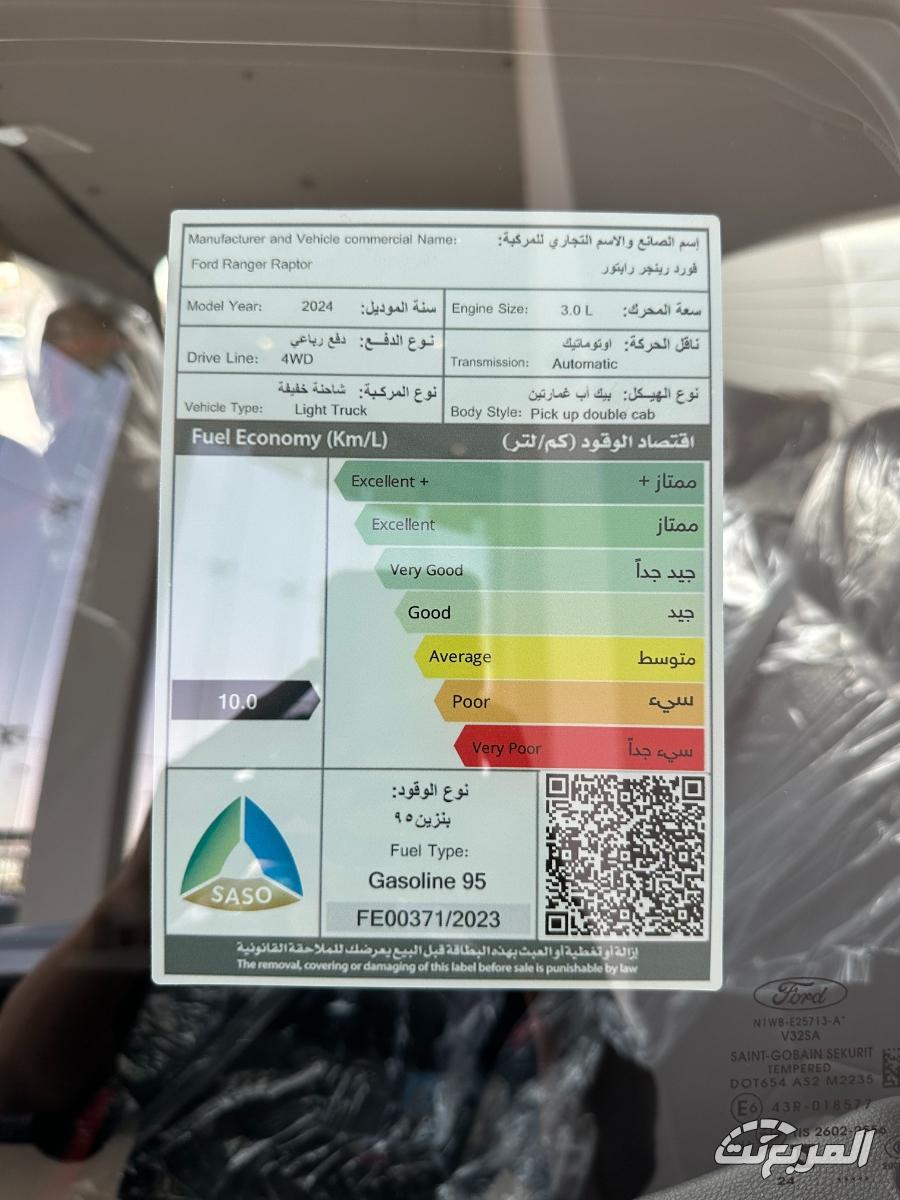 Manufacturer and Vehicle commercial Name: إسم الصانع والاسم التجاري للمركبة:
Ford Ranger Raptor فورد رينجر رابتور
Model Year: 2024 سنة الموديل:
Engine Size: 3.0 L سعة المحرك:
نوع الدفع: دفع رباعي
Drive Line: 4WD
ناقل الحركة: اوتوماتيك
Transmission: Automatic
نوع المركبة: شاحنة خفيفة
Vehicle Type: Light Truck
نوع الهيكل: بيك أب غمارتين
Body Style: Pick up double cab
Fuel Economy (Km/L) اقتصاد الوقود (كم/لتر)
Excellent + ممتاز +
Excellent ممتاز
Very Good جيد جداً
Good جيد
Average متوسط
10.0
Poor سيء
Very Poor سيء جداً
نوع الوقود:
بنزين ٩٥
Fuel Type:
Gasoline 95
FE00371/2023
SASO
إزالة أو تغطية أو العبث بهذه البطاقة قبل البيع يعرضك للملاحقة القانونية
The removal, covering or damaging of this label before sale is punishable by law
Ford
N1WB-E25713-A*
V32SA
SAINT-GOBAIN SEKURIT
TEMPERED
DOT654 AS2 M2235
E6 43R-018577
24
المربع نت